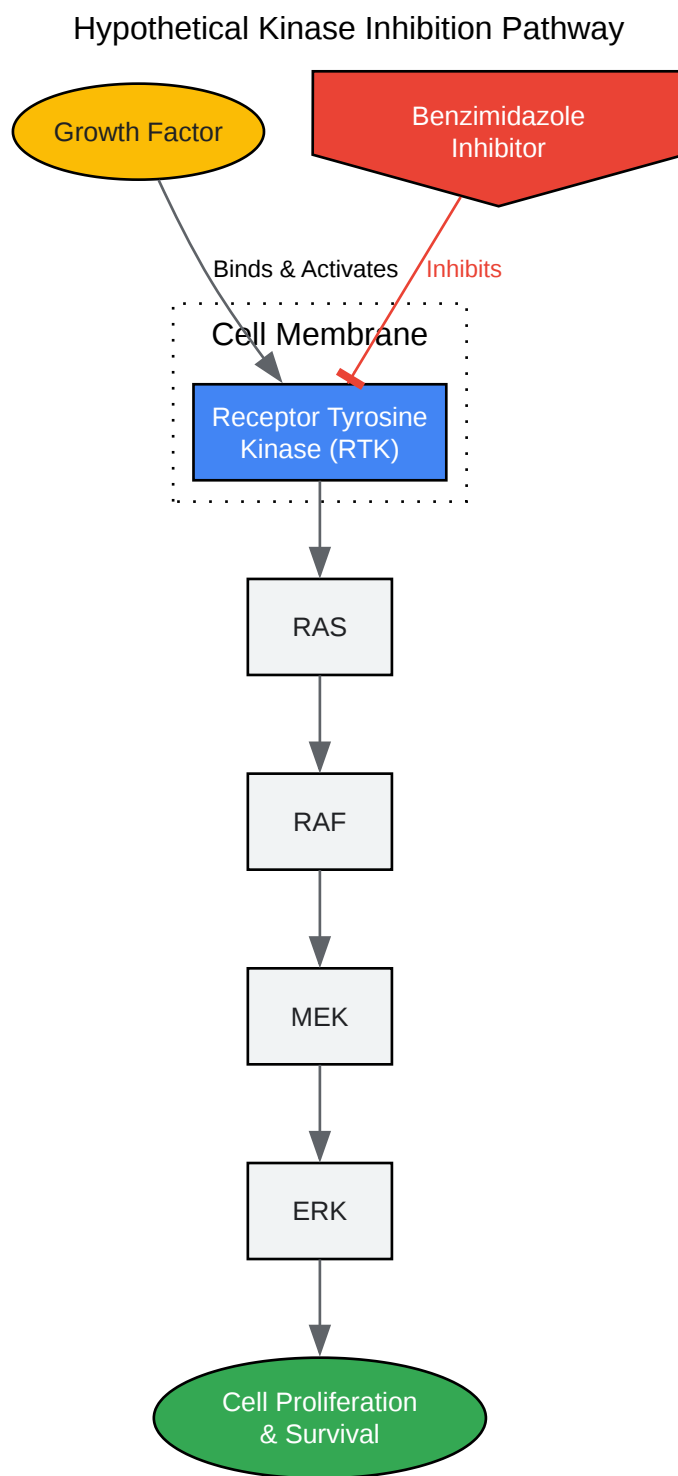 Hypothetical Kinase Inhibition Pathway
Growth Factor
Benzimidazole
Inhibitor
Binds & Activates
Inhibits
Cell Membrane
Receptor Tyrosine
Kinase (RTK)
RAS
RAF
MEK
ERK
Cell Proliferation
& Survival